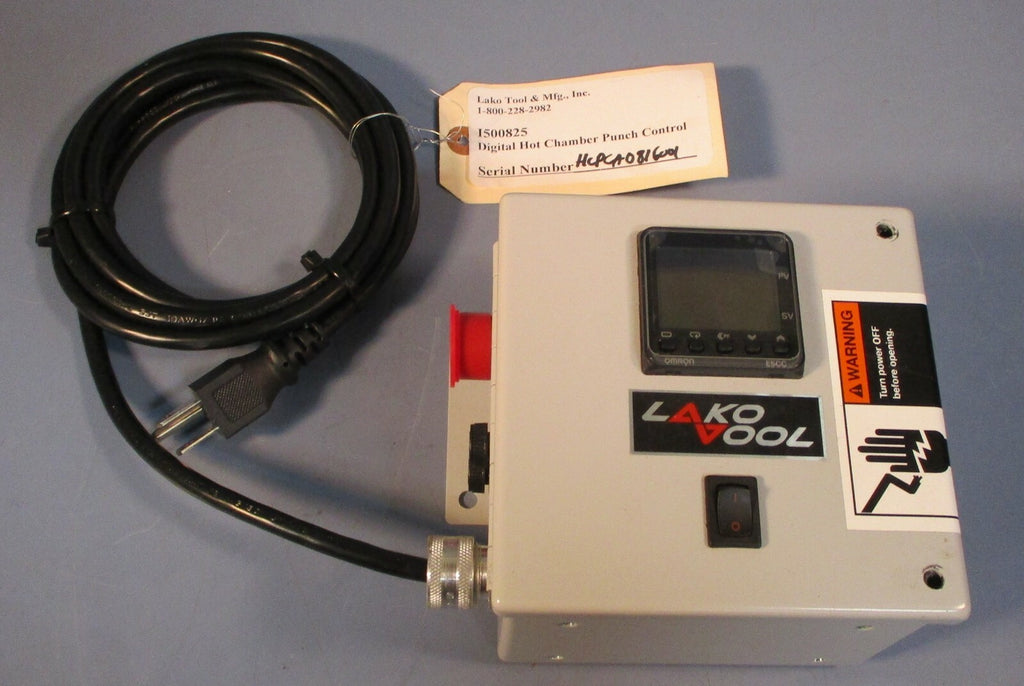 Lako Tool & Mfg., Inc.
1-800-228-2982
I500825
Digital Hot Chamber Punch Control
Serial Number HCPCA081601
PV
SV
OMRON E5CC
LAKO
TOOL
WARNING
Turn power OFF
before opening.